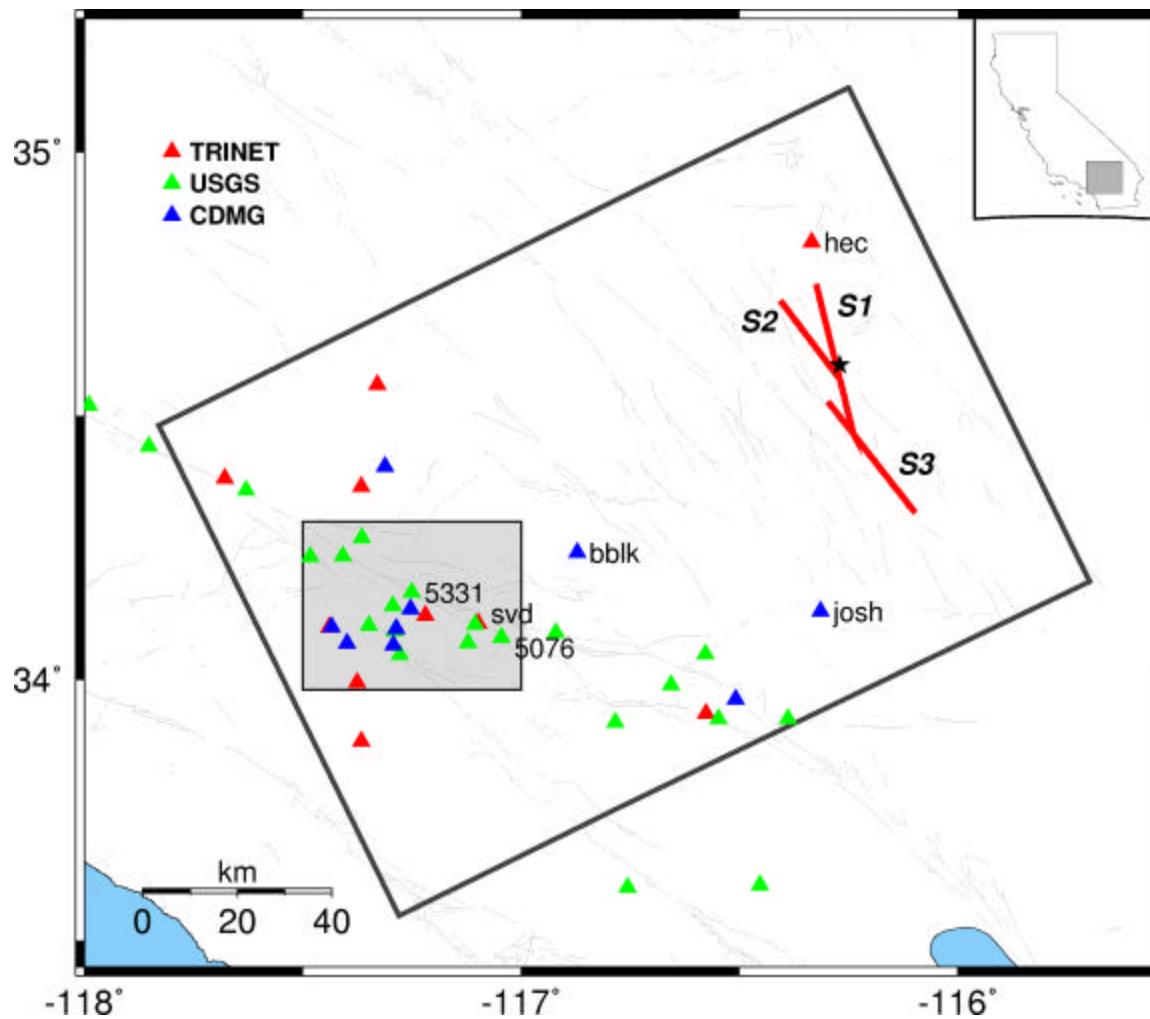 35°
TRINET
USGS
CDMG
hec
S1
S2
S3
bblk
5331
svd
josh
5076
34°
km
0 20 40
-118° -117° -116°